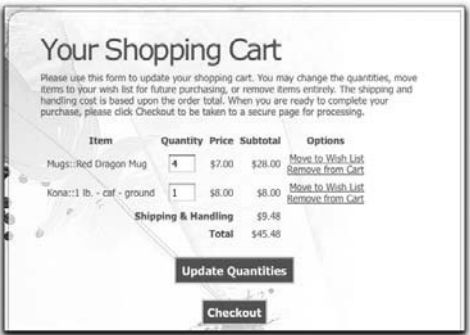 Your Shopping Cart
Please use this form to update your shopping cart. You may change the quantities, move
items to your wish list for future purchasing, or remove items entirely. The shipping and
handling cost is based upon the order total. When you are ready to complete your
purchase, please click Checkout to be taken to a secure page for processing.
Item Quantity Price Subtotal Options
Mugs::Red Dragon Mug 4 $7.00 $28.00 Move to Wish List
Remove from Cart
Kona::1 lb. - caf - ground 1 $8.00 $8.00 Move to Wish List
Remove from Cart
Shipping & Handling $9.48
Total $45.48
Update Quantities
Checkout